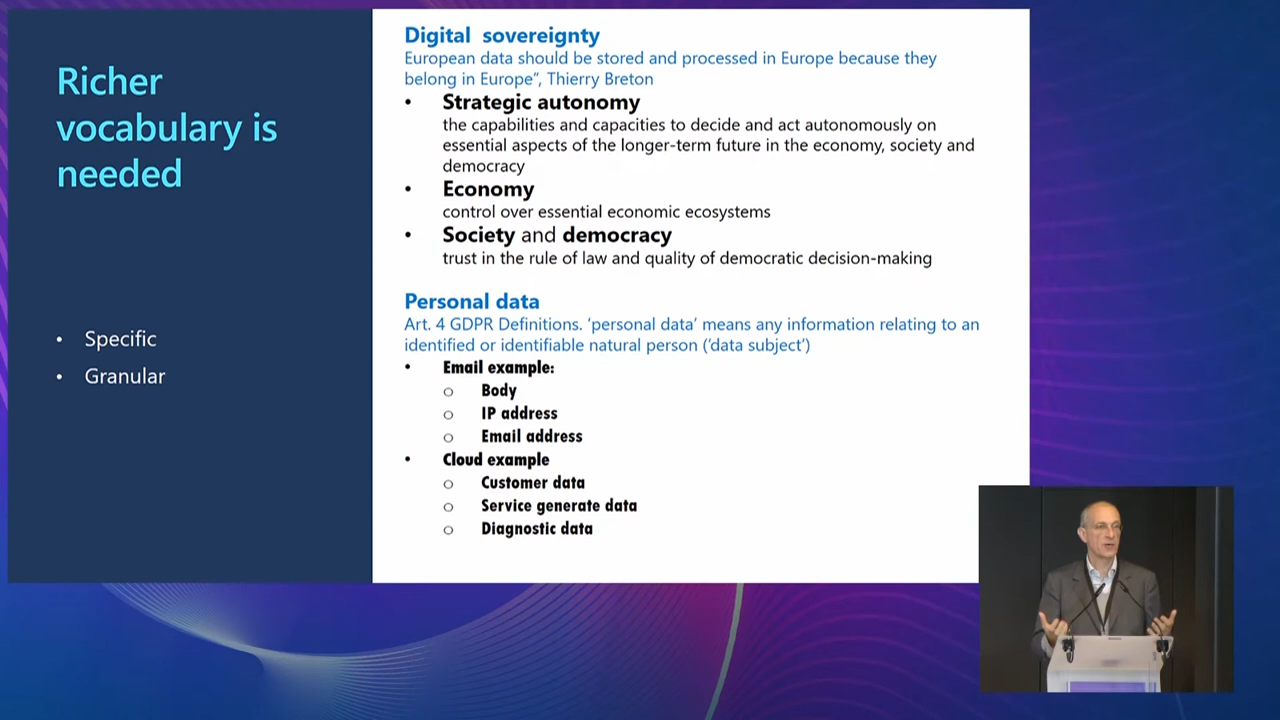 Richer
vocabulary is
needed
• Specific
• Granular
Digital sovereignty
European data should be stored and processed in Europe because they
belong in Europe”, Thierry Breton
• Strategic autonomy
the capabilities and capacities to decide and act autonomously on
essential aspects of the longer-term future in the economy, society and
democracy
• Economy
control over essential economic ecosystems
• Society and democracy
trust in the rule of law and quality of democratic decision-making
Personal data
Art. 4 GDPR Definitions. ‘personal data’ means any information relating to an
identified or identifiable natural person (‘data subject’)
• Email example:
o Body
o IP address
o Email address
• Cloud example
o Customer data
o Service generate data
o Diagnostic data